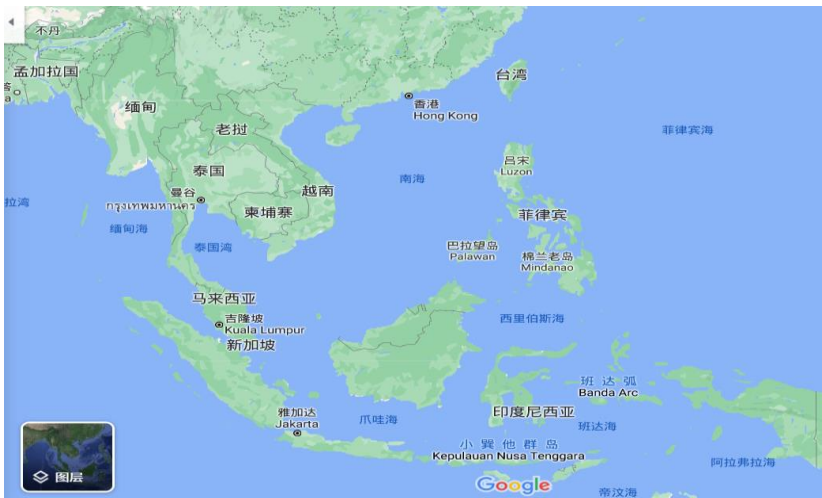 不丹
孟加拉国
缅甸
台湾
香港
Hong Kong
老挝
菲律宾海
泰国
吕宋
Luzon
南海
越南
曼谷
กรุงเทพมหานคร
拉湾
柬埔寨
菲律宾
缅甸海
泰国湾
巴拉望岛
Palawan
棉兰老岛
Mindanao
马来西亚
吉隆坡
Kuala Lumpur
西里伯斯海
新加坡
班达弧
Banda Arc
雅加达
Jakarta
爪哇海
印度尼西亚
班达海
小巽他群岛
Kepulauan Nusa Tenggara
阿拉弗拉海
图层
Google
帝汶海